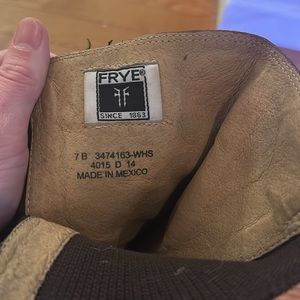 FRYE®
SINCE 1863
7 B 3474163-WHS
4015 D 14
MADE IN MEXICO